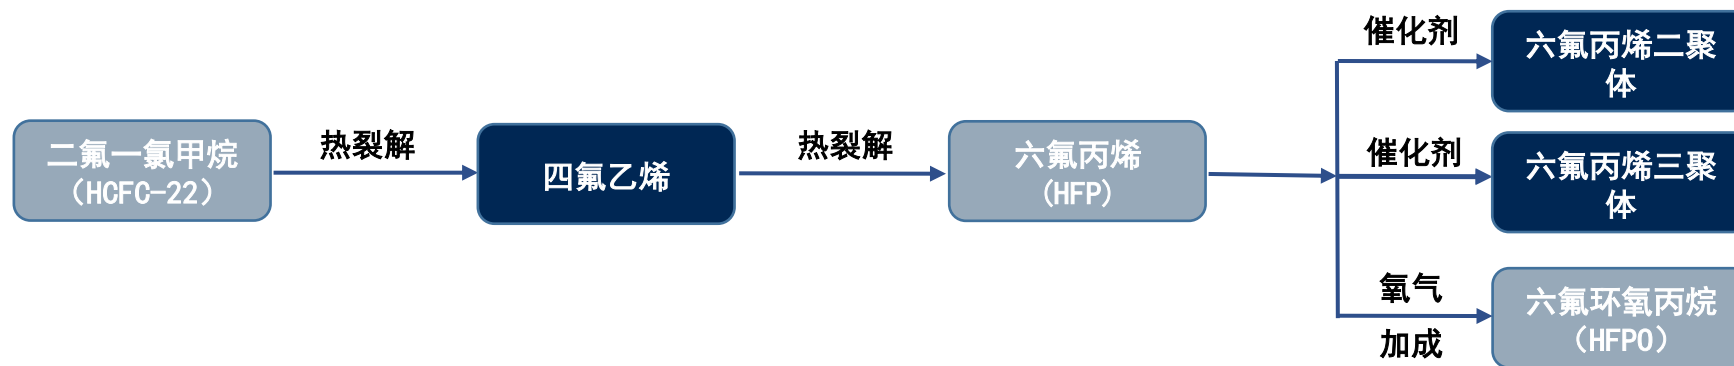 二氟一氯甲烷
（HCFC-22）
热裂解
四氟乙烯
热裂解
六氟丙烯
(HFP)
催化剂
六氟丙烯二聚
体
催化剂
六氟丙烯三聚
体
氧气
加成
六氟环氧丙烷
（HFPO）